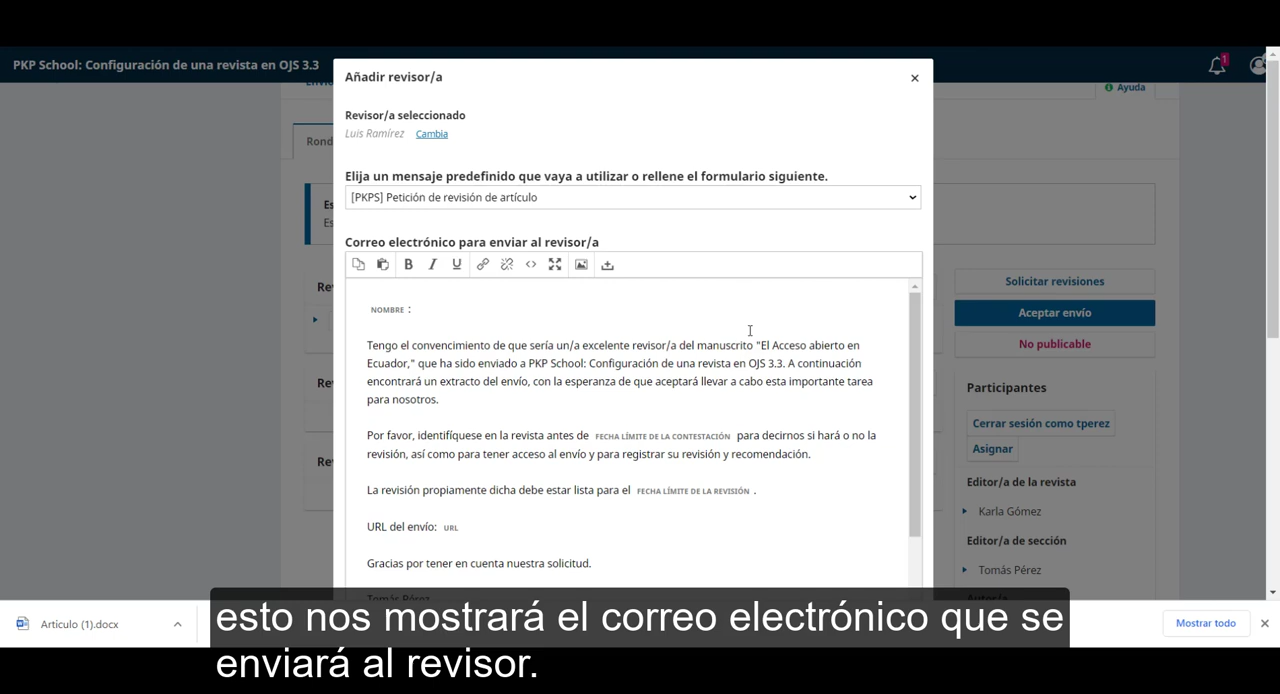 PKP School: Configuración de una revista en OJS 3.3
1
Añadir revisor/a
×
Ayuda
Revisor/a seleccionado
Luis Ramírez Cambia
Rond
Elija un mensaje predefinido que vaya a utilizar o rellene el formulario siguiente.
[PKPS] Petición de revisión de artículo
Es
Es
Correo electrónico para enviar al revisor/a
B I U
Rev
Solicitar revisiones
NOMBRE :
Aceptar envío
Tengo el convencimiento de que sería un/a excelente revisor/a del manuscrito "El Acceso abierto en
No publicable
Ecuador," que ha sido enviado a PKP School: Configuración de una revista en OJS 3.3. A continuación
encontrará un extracto del envío, con la esperanza de que aceptará llevar a cabo esta importante tarea
para nosotros.
Rev
Participantes
Cerrar sesión como tperez
Por favor, identifíquese en la revista antes de FECHA LÍMITE DE LA CONTESTACIÓN para decirnos si hará o no la
revisión, así como para tener acceso al envío y para registrar su revisión y recomendación.
Asignar
Rev
Editor/a de la revista
La revisión propiamente dicha debe estar lista para el FECHA LÍMITE DE LA REVISIÓN .
Karla Gómez
URL del envío: URL
Editor/a de sección
Gracias por tener en cuenta nuestra solicitud.
Tomás Pérez
Tomás Pérez
esto nos mostrará el correo electrónico que se
enviará al revisor.
Articulo (1).docx
Mostrar todo
×